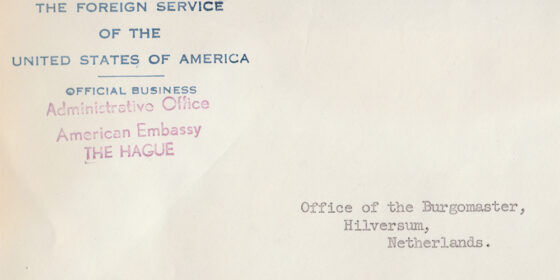 THE FOREIGN SERVICE
OF THE
UNITED STATES OF AMERICA
OFFICIAL BUSINESS
Administrative Office
American Embassy
THE HAGUE
Office of the Burgomaster,
Hilversum,
Netherlands.